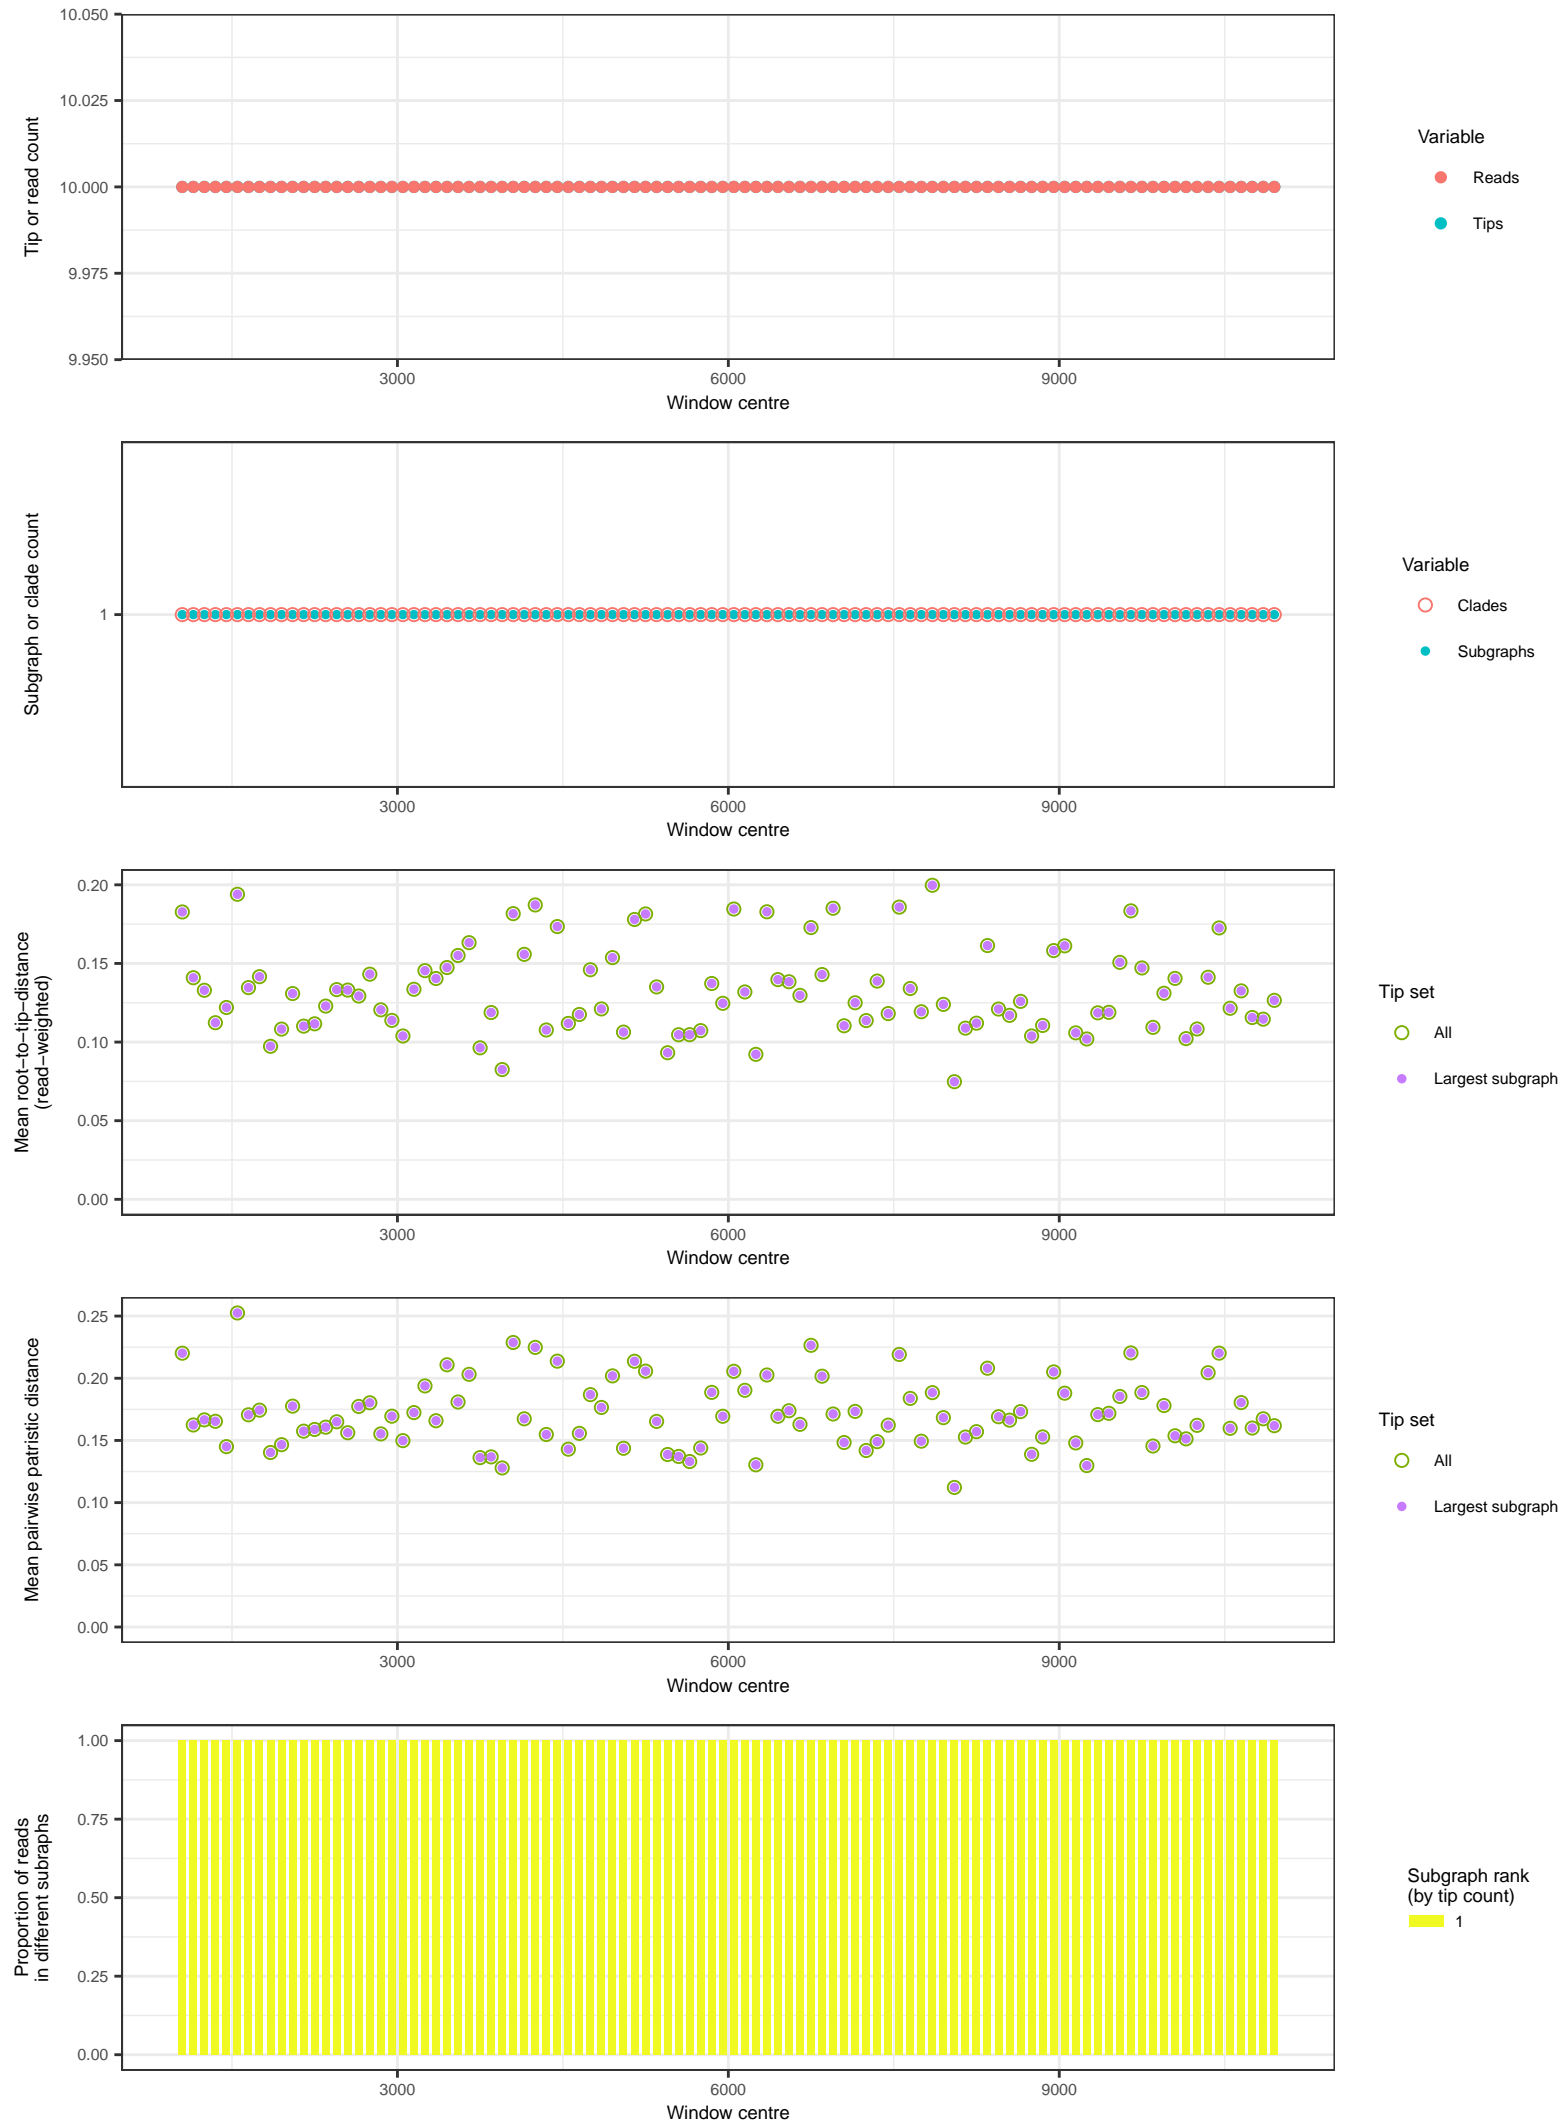 10.050
10.025
10.000
9.975
9.950
Tip or read count
3000
6000
9000
Window centre
Variable
Reads
Tips
1
Subgraph or clade count
3000
6000
9000
Window centre
Variable
Clades
Subgraphs
0.20
0.15
0.10
0.05
0.00
Mean root−to−tip−distance
(read−weighted)
3000
6000
9000
Window centre
Tip set
All
Largest subgraph
0.25
0.20
0.15
0.10
0.05
0.00
Mean pairwise patristic distance
3000
6000
9000
Window centre
Tip set
All
Largest subgraph
1.00
0.75
0.50
0.25
0.00
Proportion of reads
in different subraphs
3000
6000
9000
Window centre
Subgraph rank
(by tip count)
1